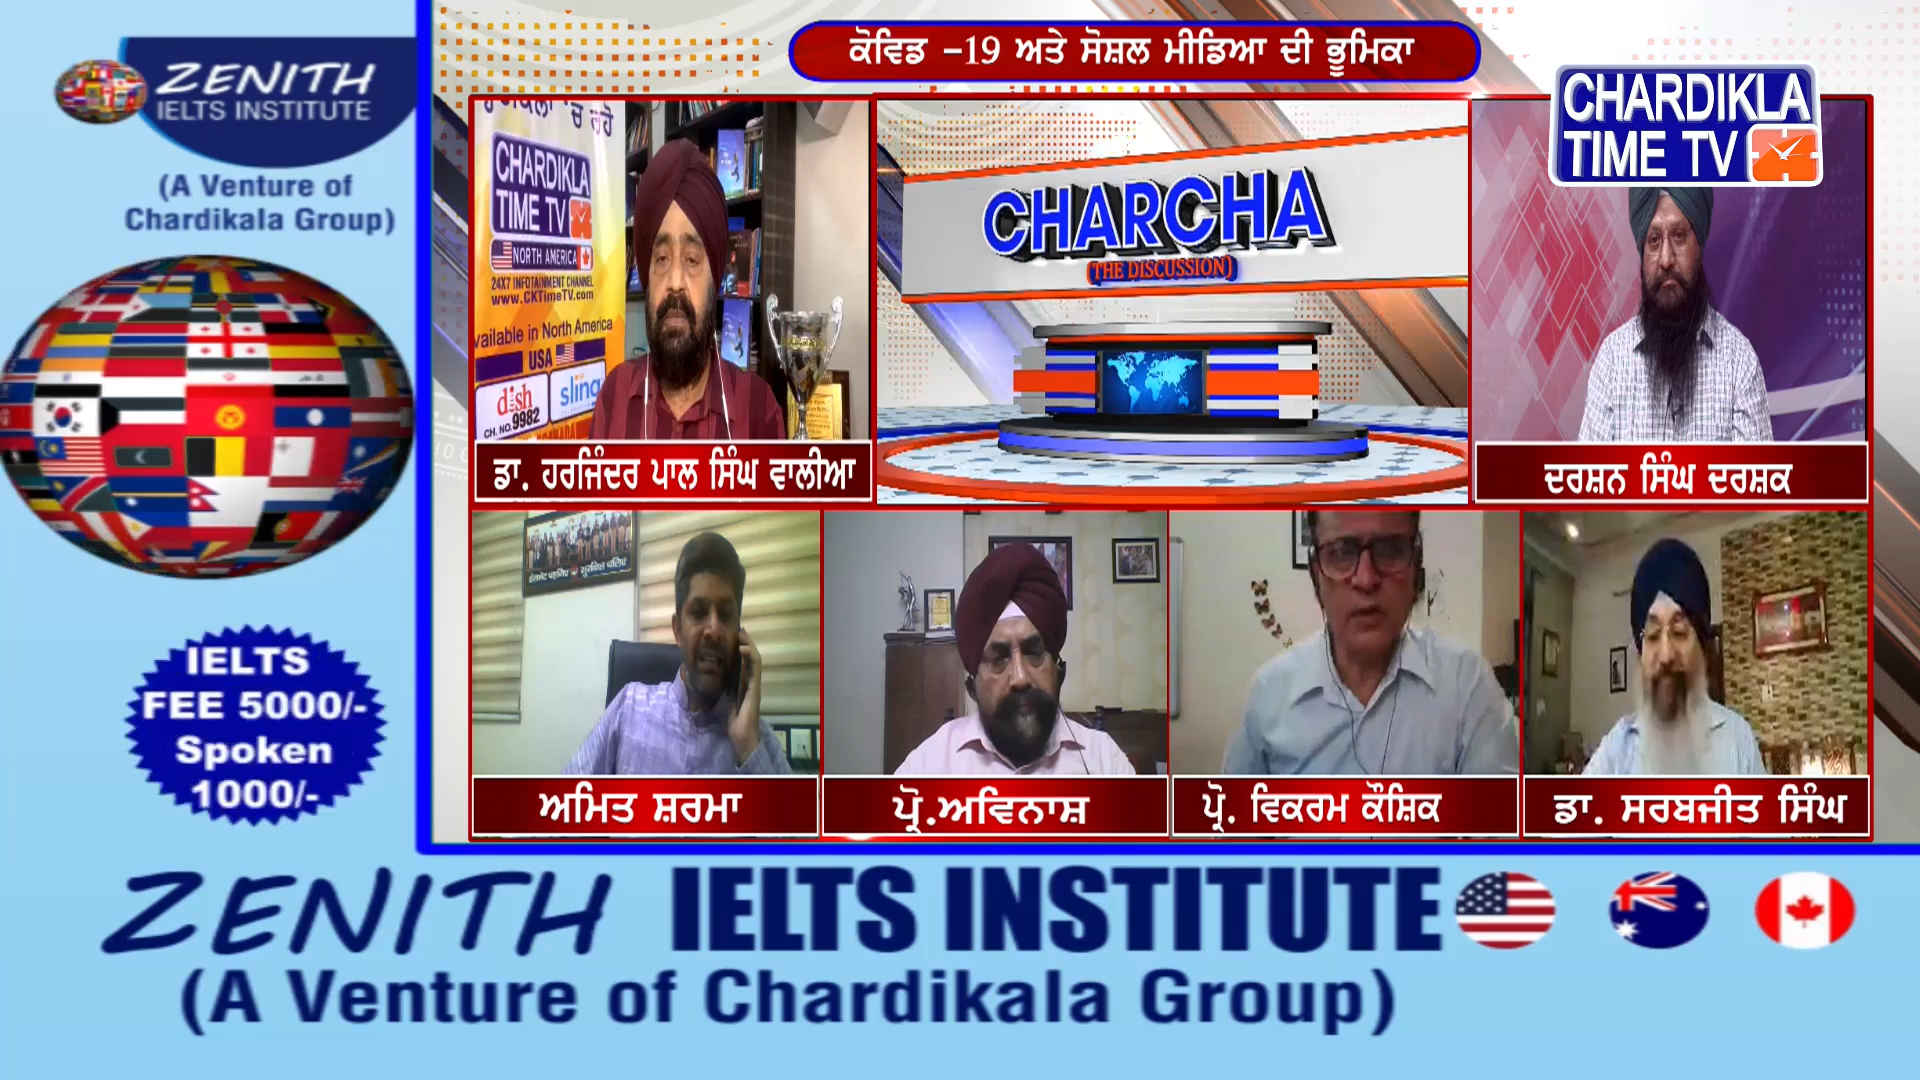 ZENITH
IELTS INSTITUTE
(A Venture of
Chardikala Group)
IELTS
FEE 5000/-
Spoken
1000/-
ਕੋਵਿਡ -19 ਅਤੇ ਸੋਸ਼ਲ ਮੀਡਿਆ ਦੀ ਭੂਮਿਕਾ
CHARDIKLA
TIME TV
CHARDIKLA
TIME TV
NORTH AMERICA
24X7 INFOTAINMENT CHANNEL
www.CKTimeTV.com
Available in North America
USA
dish
sling
CH. NO. 9982
CHARCHA
(THE DISCUSSION)
ਡਾ. ਹਰਜਿੰਦਰ ਪਾਲ ਸਿੰਘ ਵਾਲੀਆ
ਦਰਸ਼ਨ ਸਿੰਘ ਦਰਸ਼ਕ
ਅਮਿਤ ਸ਼ਰਮਾ
ਪ੍ਰੋ.ਅਵਿਨਾਸ਼
ਪ੍ਰੋ. ਵਿਕਰਮ ਕੌਸ਼ਿਕ
ਡਾ. ਸਰਬਜੀਤ ਸਿੰਘ
ZENITH IELTS INSTITUTE
(A Venture of Chardikala Group)